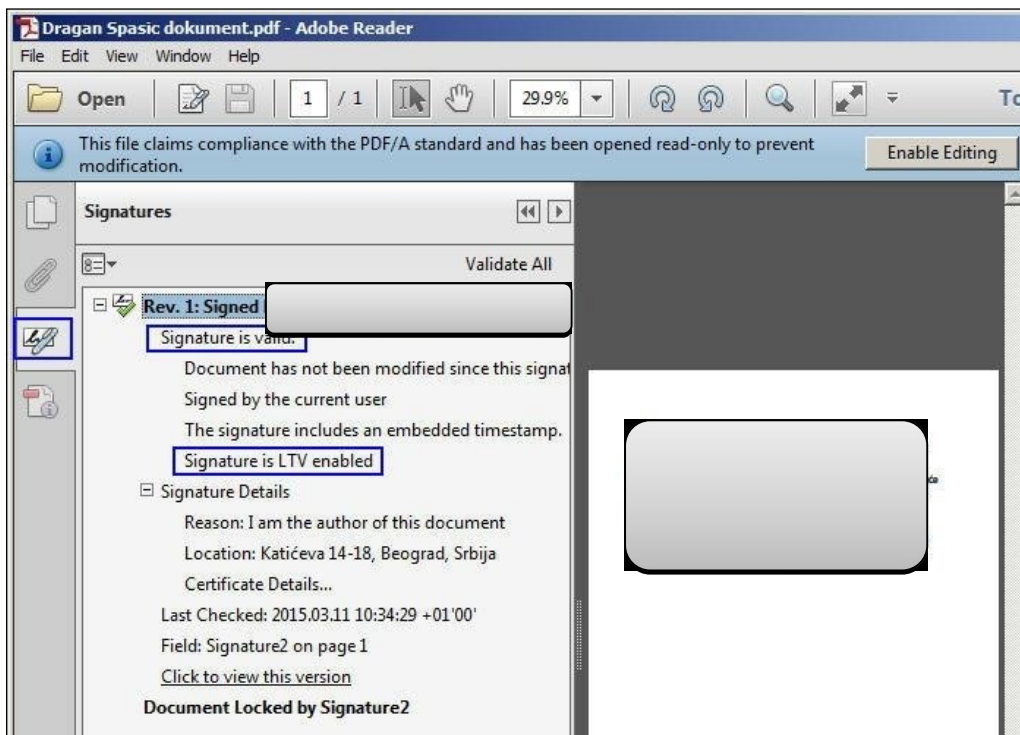 Dragan Spasic dokument.pdf - Adobe Reader
File Edit View Window Help
Open 1 / 1 29.9%
This file claims compliance with the PDF/A standard and has been opened read-only to prevent
modification.
Enable Editing
Signatures
Validate All
Rev. 1: Signed
Signature is valid.
Document has not been modified since this
Signed by the current user
The signature includes an embedded timestamp.
Signature is LTV enabled
Signature Details
Reason: I am the author of this document
Location: Katićeva 14-18, Beograd, Srbija
Certificate Details...
Last Checked: 2015.03.11 10:34:29 +01'00'
Field: Signature2 on page 1
Click to view this version
Document Locked by Signature2